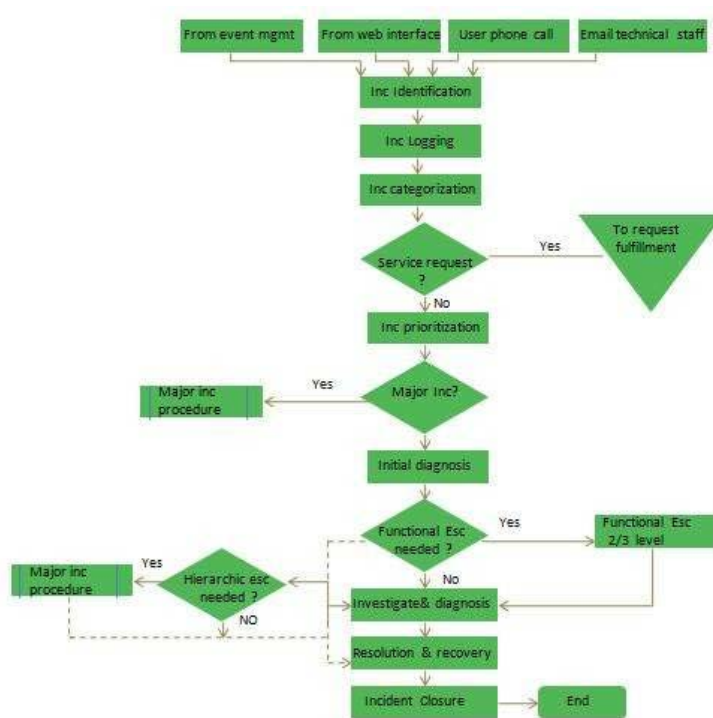 From event mgmt
From web interface
User phone call
Email technical staff
Inc Identification
Inc Logging
Inc categorization
Service request
?
Yes
To request
fulfillment
No
Inc prioritization
Major Inc?
Yes
Major inc
procedure
Initial diagnosis
Functional Esc
needed ?
Yes
Functional Esc
2/3 level
No
Hierarchic esc
needed ?
Yes
Major inc
procedure
NO
Investigate& diagnosis
Resolution & recovery
Incident Closure
End